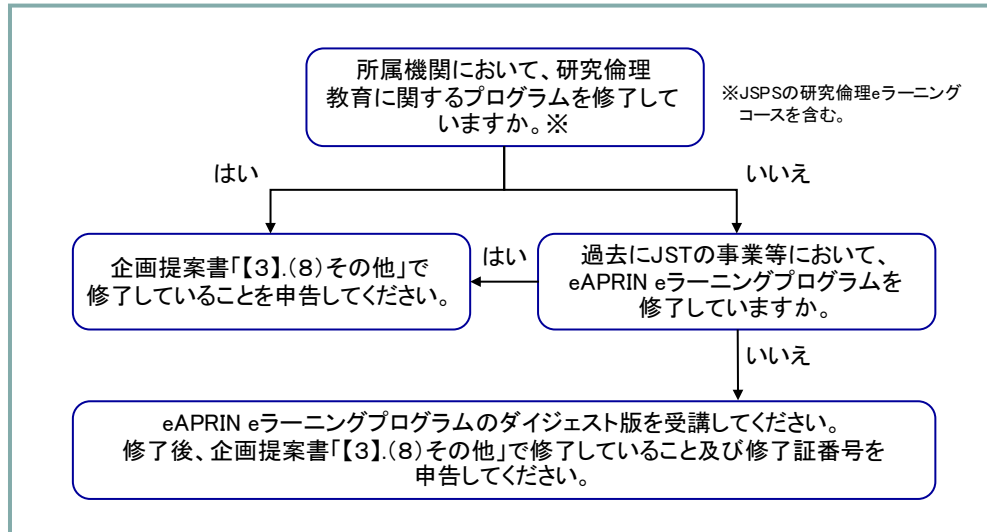 所属機関において、研究倫理
教育に関するプログラムを修了して
いますか。※
※JSPSの研究倫理eラーニング
コースを含む。
はい
いいえ
企画提案書「【３】.（８）その他」で
修了していることを申告してください。
はい
過去にJSTの事業等において、
eAPRIN eラーニングプログラムを
修了していますか。
いいえ
eAPRIN eラーニングプログラムのダイジェスト版を受講してください。
修了後、企画提案書「【３】.（８）その他」で修了していること及び修了証番号を
申告してください。